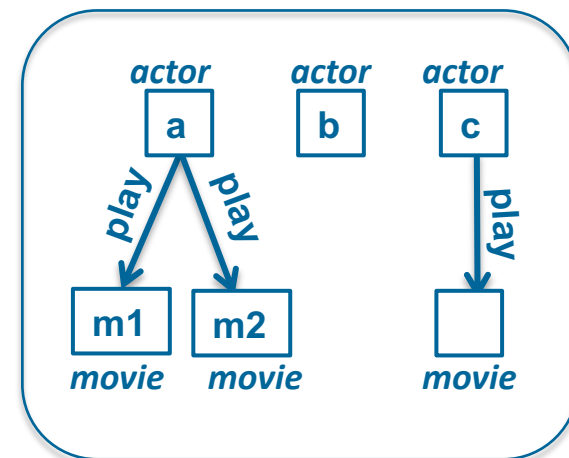 actor actor actor
a b c
play play play
m1 m2
movie movie movie